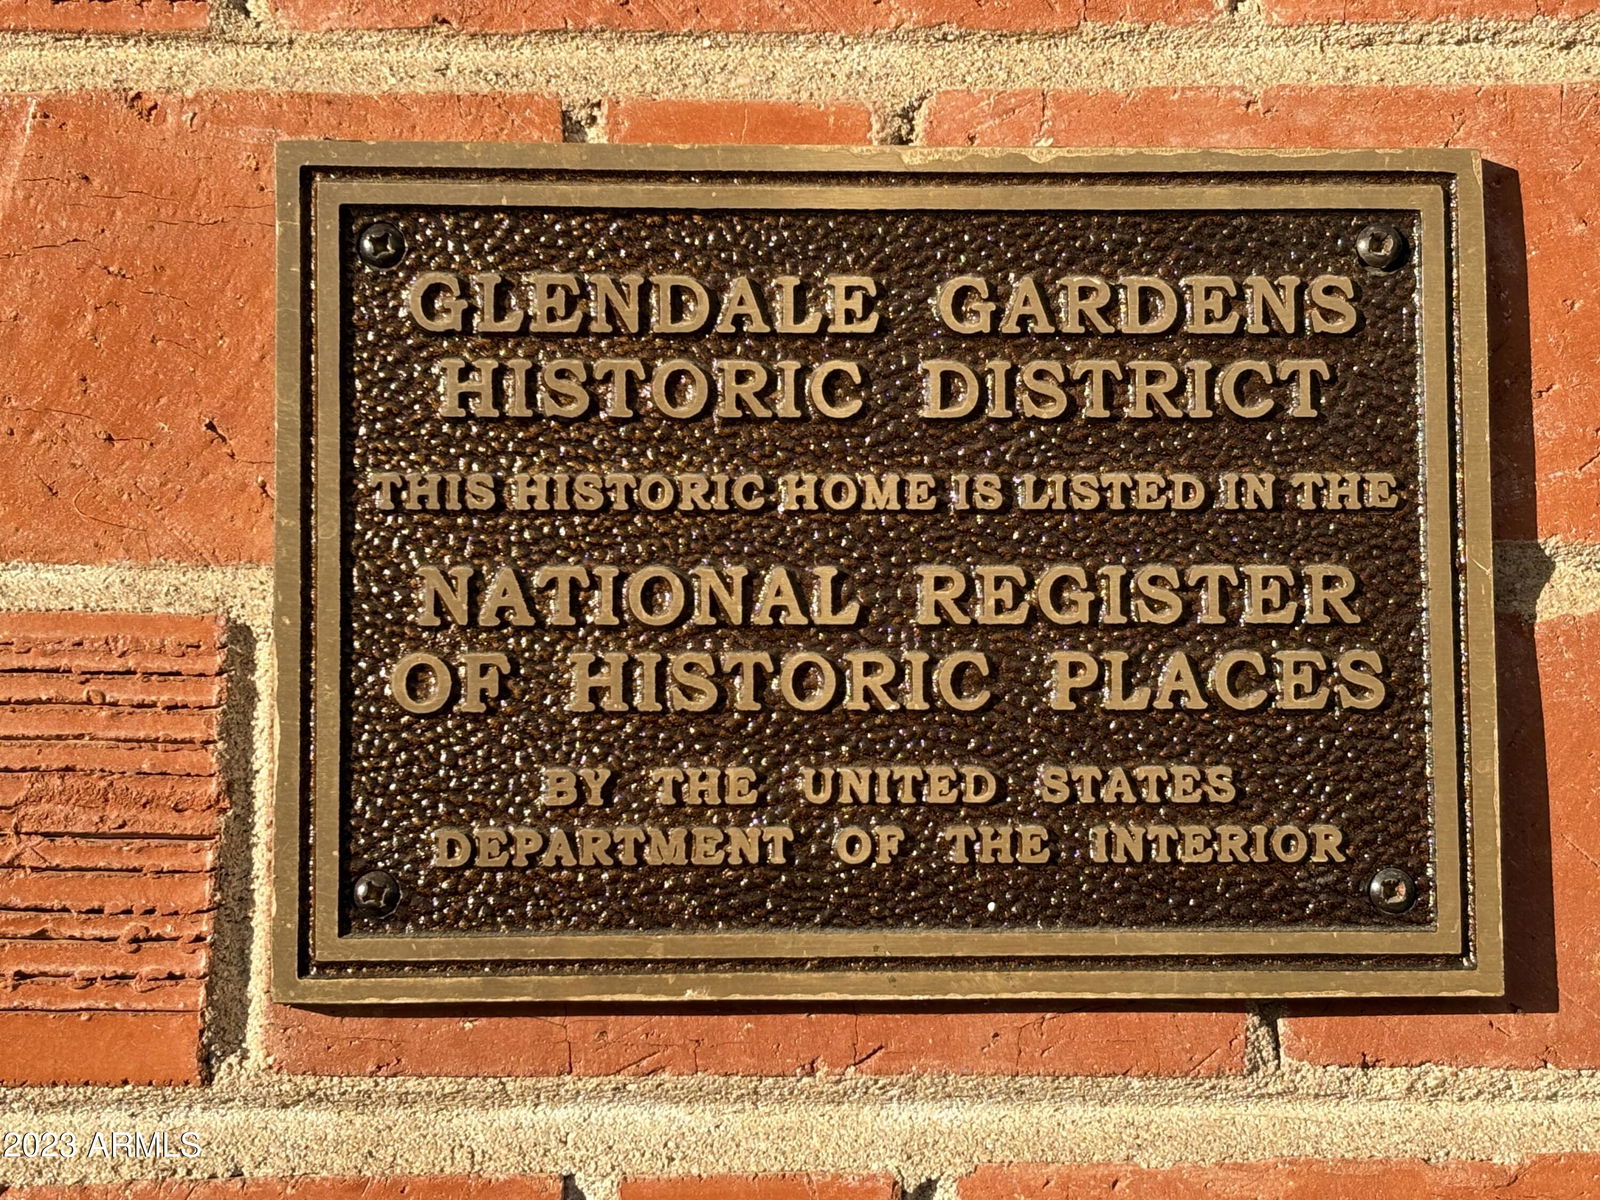 GLENDALE GARDENS
HISTORIC DISTRICT
THIS HISTORIC HOME IS LISTED IN THE
NATIONAL REGISTER
OF HISTORIC PLACES
BY THE UNITED STATES
DEPARTMENT OF THE INTERIOR
2023 ARMLS